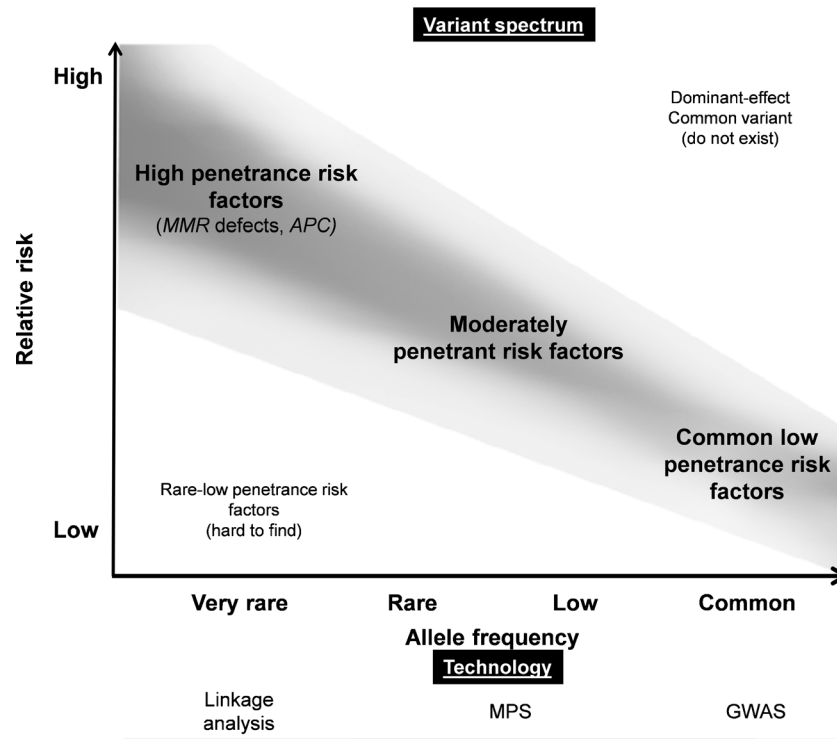 Variant spectrum
High
Dominant-effect
Common variant
(do not exist)
High penetrance risk
factors
(MMR defects, APC)
Relative risk
Moderately
penetrant risk factors
Common low
penetrance risk
factors
Rare-low penetrance risk
factors
(hard to find)
Low
Very rare Rare Low Common
Allele frequency
Technology
Linkage
analysis
MPS
GWAS